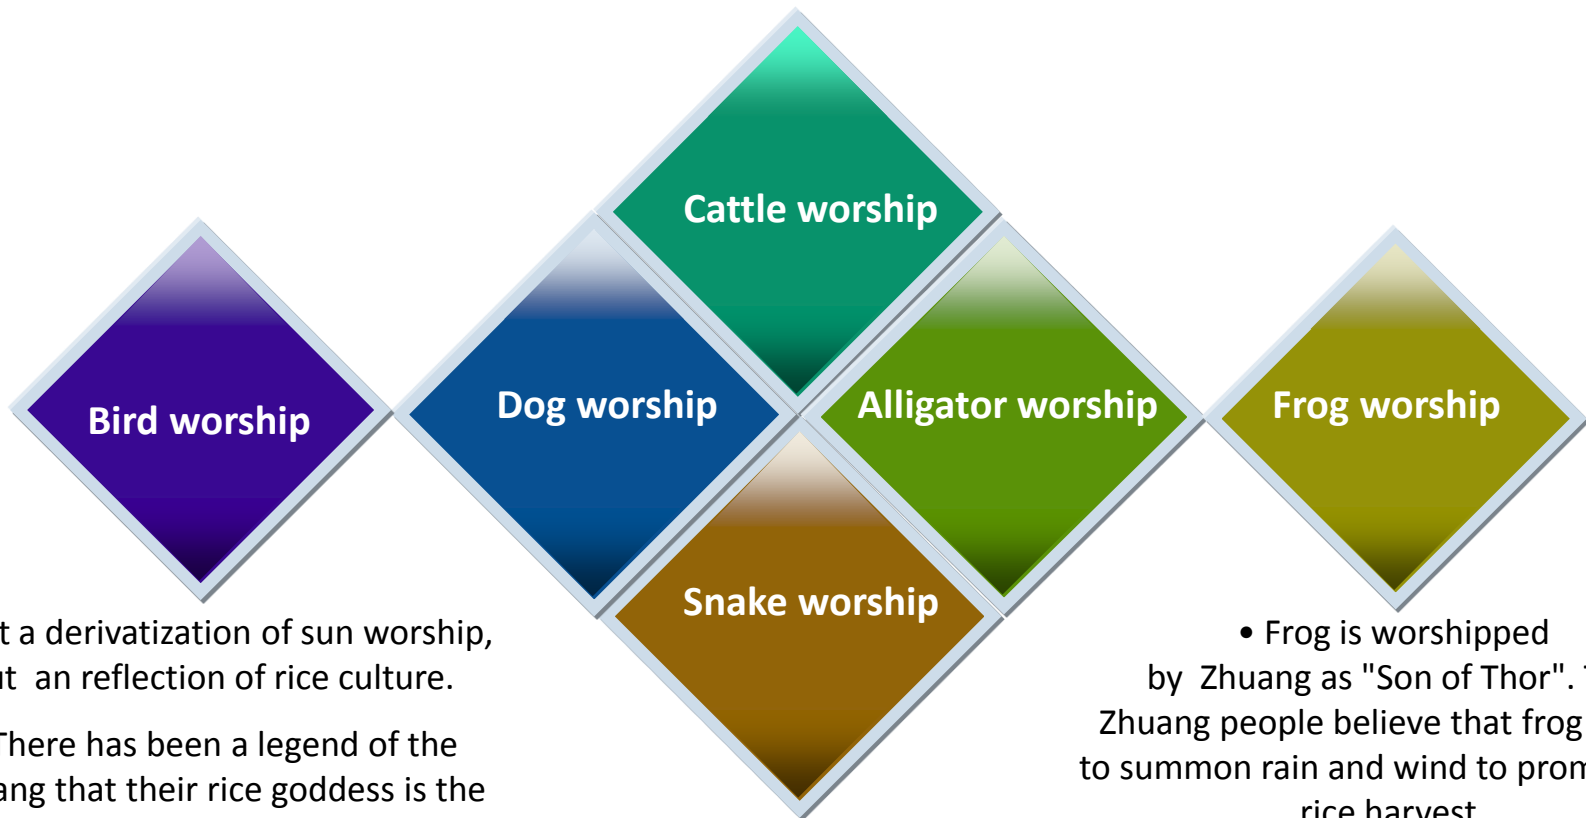 Cattle worship
Bird worship
Dog worship
Alligator worship
Frog worship
Snake worship
a derivatization of sun worship,
an reflection of rice culture.
There has been a legend of the
that their rice goddess is the
• Frog is worshipped
by Zhuang as "Son of Thor".
Zhuang people believe that frog
to summon rain and wind to
rice harvest